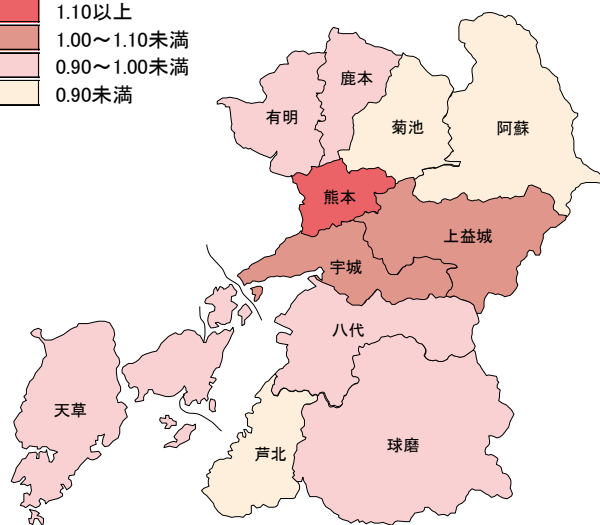 1.10以上
1.00～1.10未満
0.90～1.00未満
0.90未満
鹿本
有明
菊池
阿蘇
熊本
上益城
宇城
八代
天草
球磨
芦北